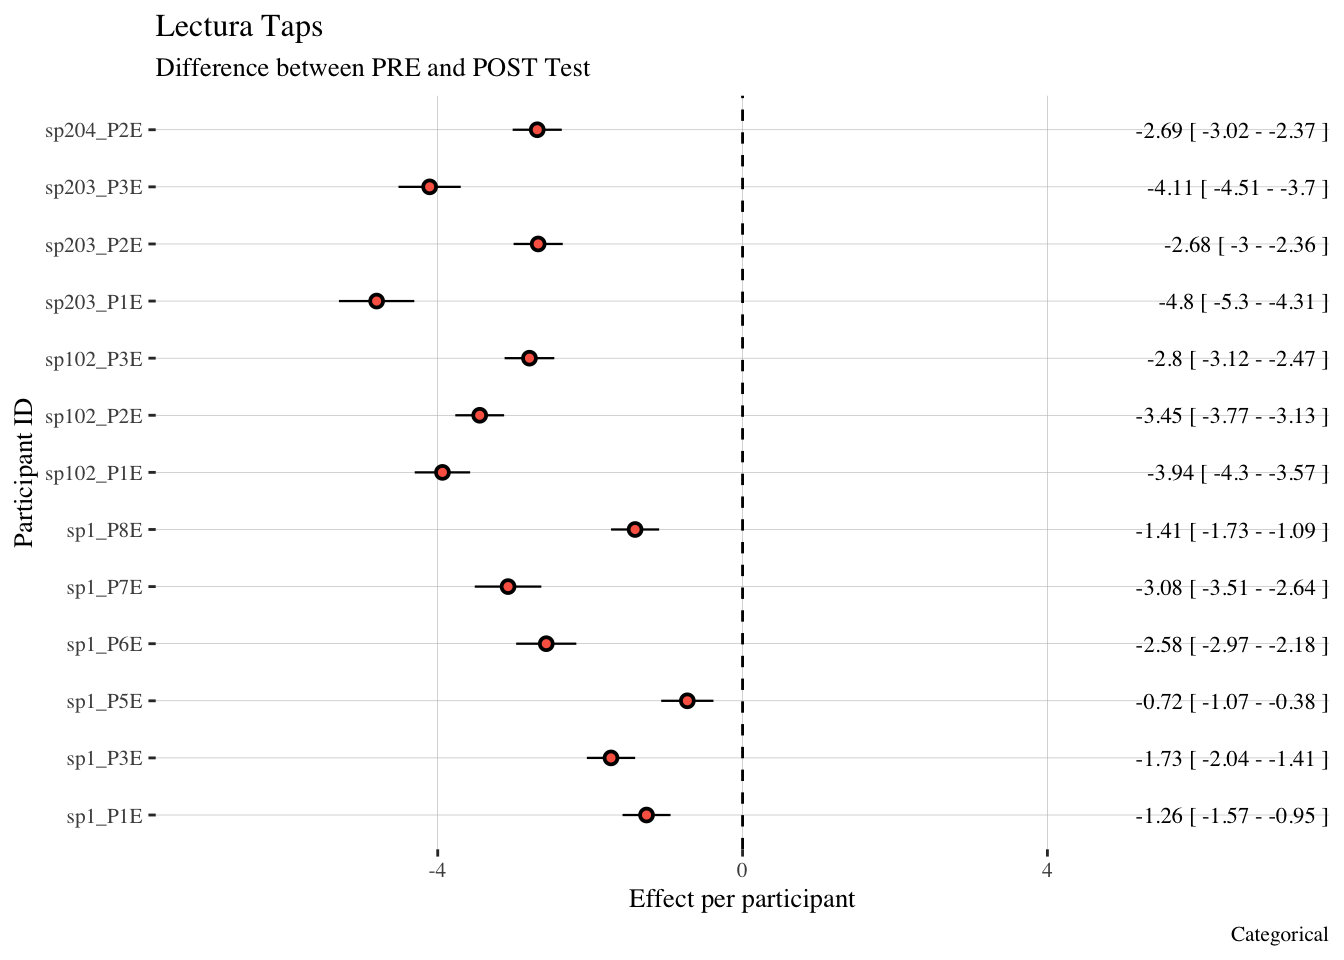 Lectura Taps
Difference between PRE and POST Test
Participant ID
sp204_P2E -2.69 [ -3.02 - -2.37 ]
sp203_P3E -4.11 [ -4.51 - -3.7 ]
sp203_P2E -2.68 [ -3 - -2.36 ]
sp203_P1E -4.8 [ -5.3 - -4.31 ]
sp102_P3E -2.8 [ -3.12 - -2.47 ]
sp102_P2E -3.45 [ -3.77 - -3.13 ]
sp102_P1E -3.94 [ -4.3 - -3.57 ]
sp1_P8E -1.41 [ -1.73 - -1.09 ]
sp1_P7E -3.08 [ -3.51 - -2.64 ]
sp1_P6E -2.58 [ -2.97 - -2.18 ]
sp1_P5E -0.72 [ -1.07 - -0.38 ]
sp1_P3E -1.73 [ -2.04 - -1.41 ]
sp1_P1E -1.26 [ -1.57 - -0.95 ]
-4 0 4
Effect per participant
Categorical